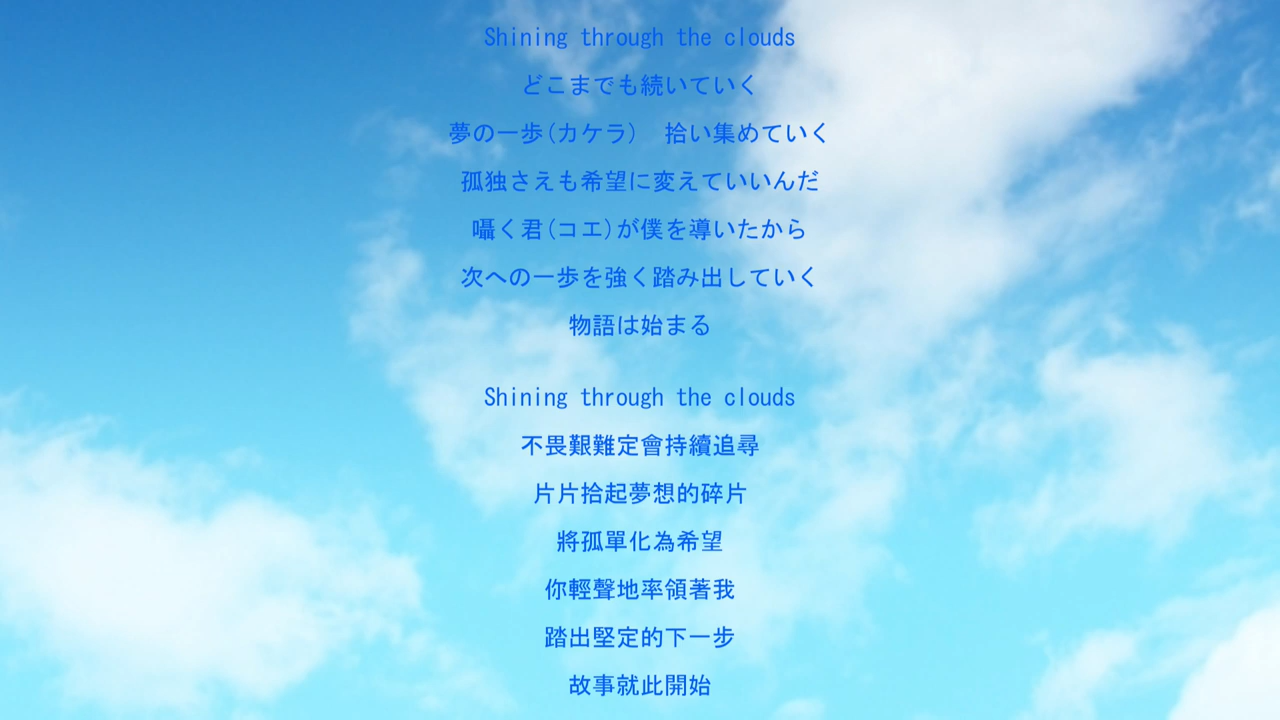 Shining through the clouds
どこまでも続いていく
夢の一歩(カケラ)　拾い集めていく
孤独さえも希望に変えていいんだ
囁く君(コエ)が僕を導いたから
次への一歩を強く踏み出していく
物語は始まる
Shining through the clouds
不畏艱難定會持續追尋
片片拾起夢想的碎片
將孤單化為希望
你輕聲地率領著我
踏出堅定的下一步
故事就此開始